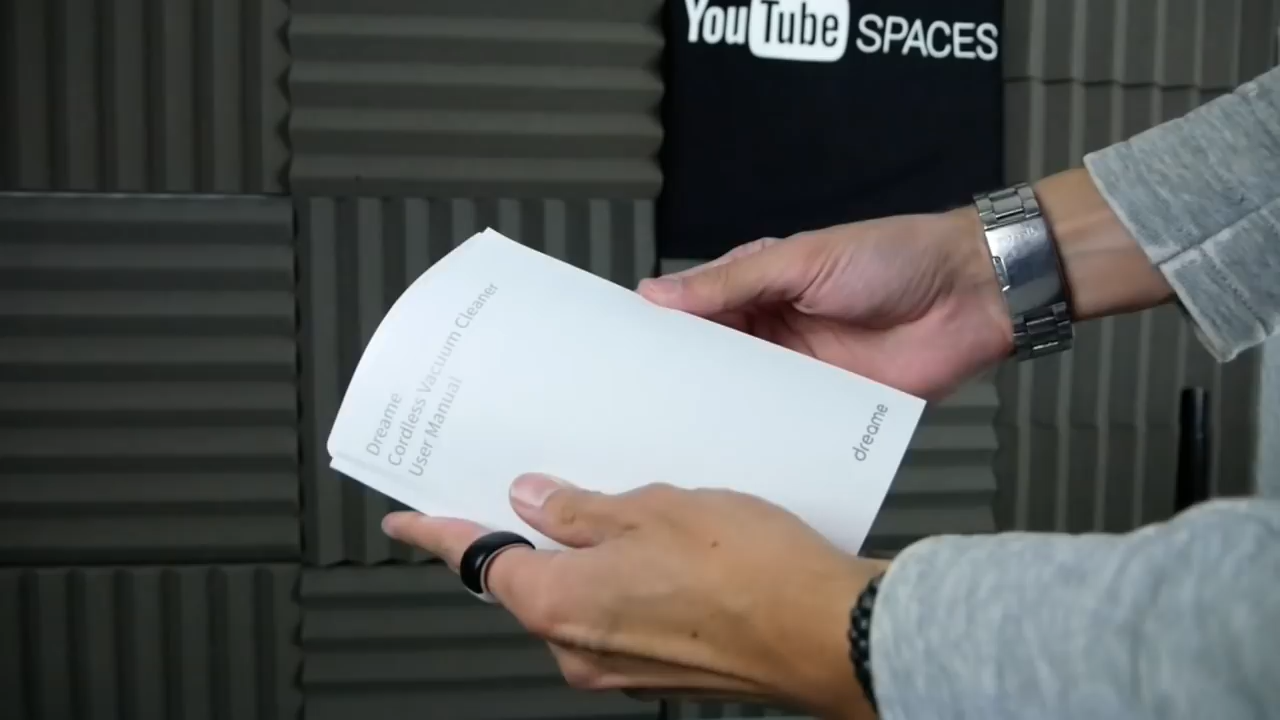 YouTube SPACES
Dreame
Cordless Vacuum Cleaner
User Manual
dreame